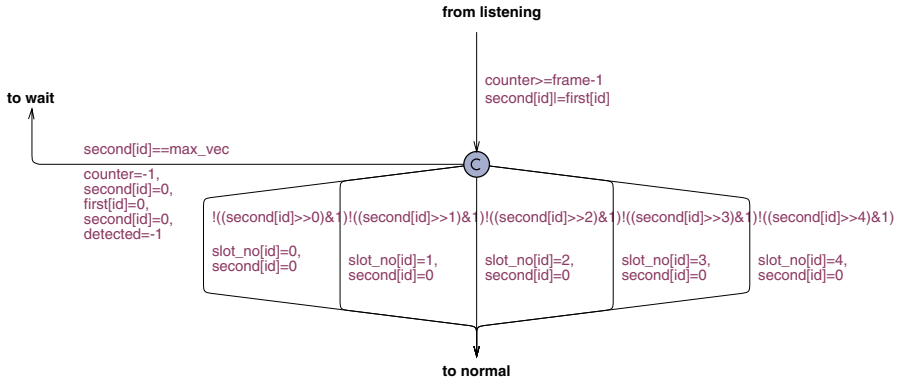 from listening
counter>=frame-1
second[id]|=first[id]
to wait
second[id]==max_vec
C
counter=-1,
second[id]=0,
first[id]=0,
second[id]=0,
detected=-1
!((second[id]>>0)&1)!((second[id]>>1)&1)!((second[id]>>2)&1)!((second[id]>>3)&1)!((second[id]>>4)&1)
slot_no[id]=0,
second[id]=0
slot_no[id]=1,
second[id]=0
slot_no[id]=2,
second[id]=0
slot_no[id]=3,
second[id]=0
slot_no[id]=4,
second[id]=0
to normal